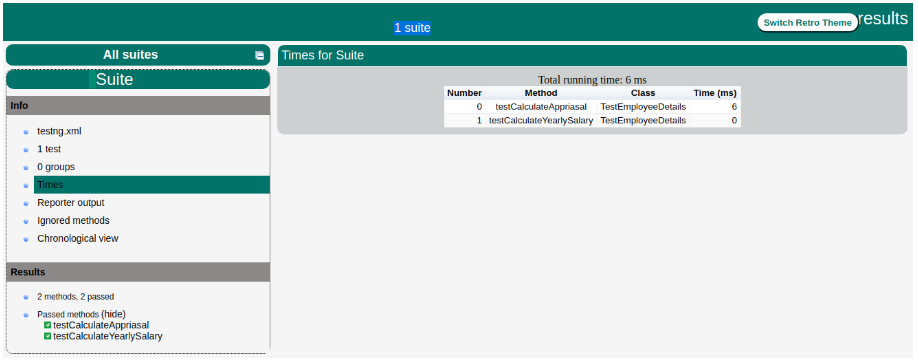 1 suite
Switch Retro Theme
results
All suites
Suite
Info
testng.xml
1 test
0 groups
Times
Reporter output
Ignored methods
Chronological view
Results
2 methods, 2 passed
Passed methods (hide)
testCalculateAppriasal
testCalculateYearlySalary
Times for Suite
Total running time: 6 ms
Number Method Class Time (ms)
0 testCalculateAppriasal TestEmployeeDetails 6
1 testCalculateYearlySalary TestEmployeeDetails 0